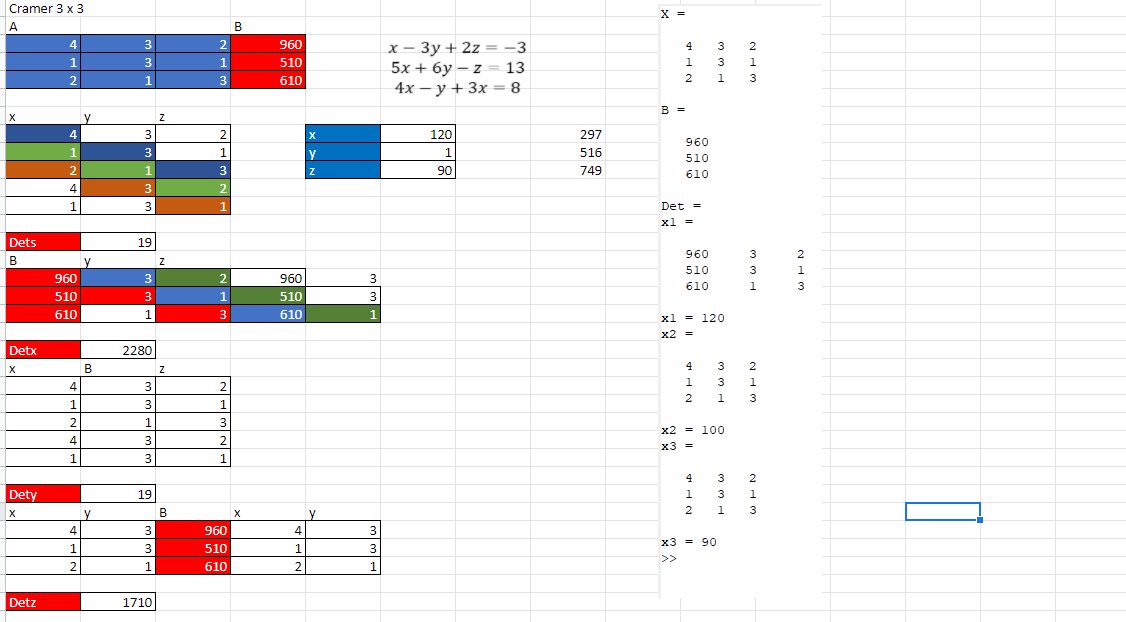 Cramer 3 x 3
A B
4 3 2 960
1 3 1 510
2 1 3 610
x − 3y + 2z = −3
5x + 6y − z = 13
4x − y + 3x = 8
x y z
4 3 2
1 3 1
2 1 3
4 3 2
1 3 1
x 120 297
y 1 516
z 90 749
Dets 19
B y z
960 3 2 960 3
510 3 1 510 3
610 1 3 610 1
Detx 2280
x B z
4 3 2
1 3 1
2 1 3
4 3 2
1 3 1
Dety 19
x y B x y
4 3 960 4 3
1 3 510 1 3
2 1 610 2 1
Detz 1710
X =
4 3 2
1 3 1
2 1 3
B =
960
510
610
Det =
x1 =
960 3 2
510 3 1
610 1 3
x1 = 120
x2 =
4 3 2
1 3 1
2 1 3
x2 = 100
x3 =
4 3 2
1 3 1
2 1 3
x3 = 90
>>